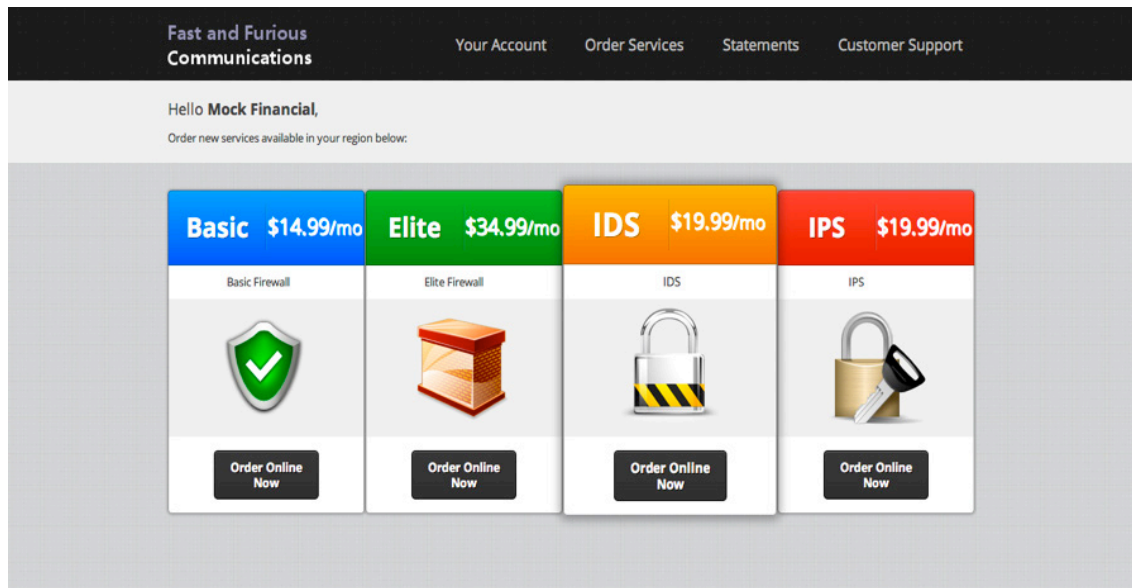 Fast and Furious
Communications
Your Account
Order Services
Statements
Customer Support
Hello Mock Financial,
Order new services available in your region below:
Basic $14.99/mo
Basic Firewall
Order Online
Now
Elite $34.99/mo
Elite Firewall
Order Online
Now
IDS $19.99/mo
IDS
Order Online
Now
IPS $19.99/mo
IPS
Order Online
Now